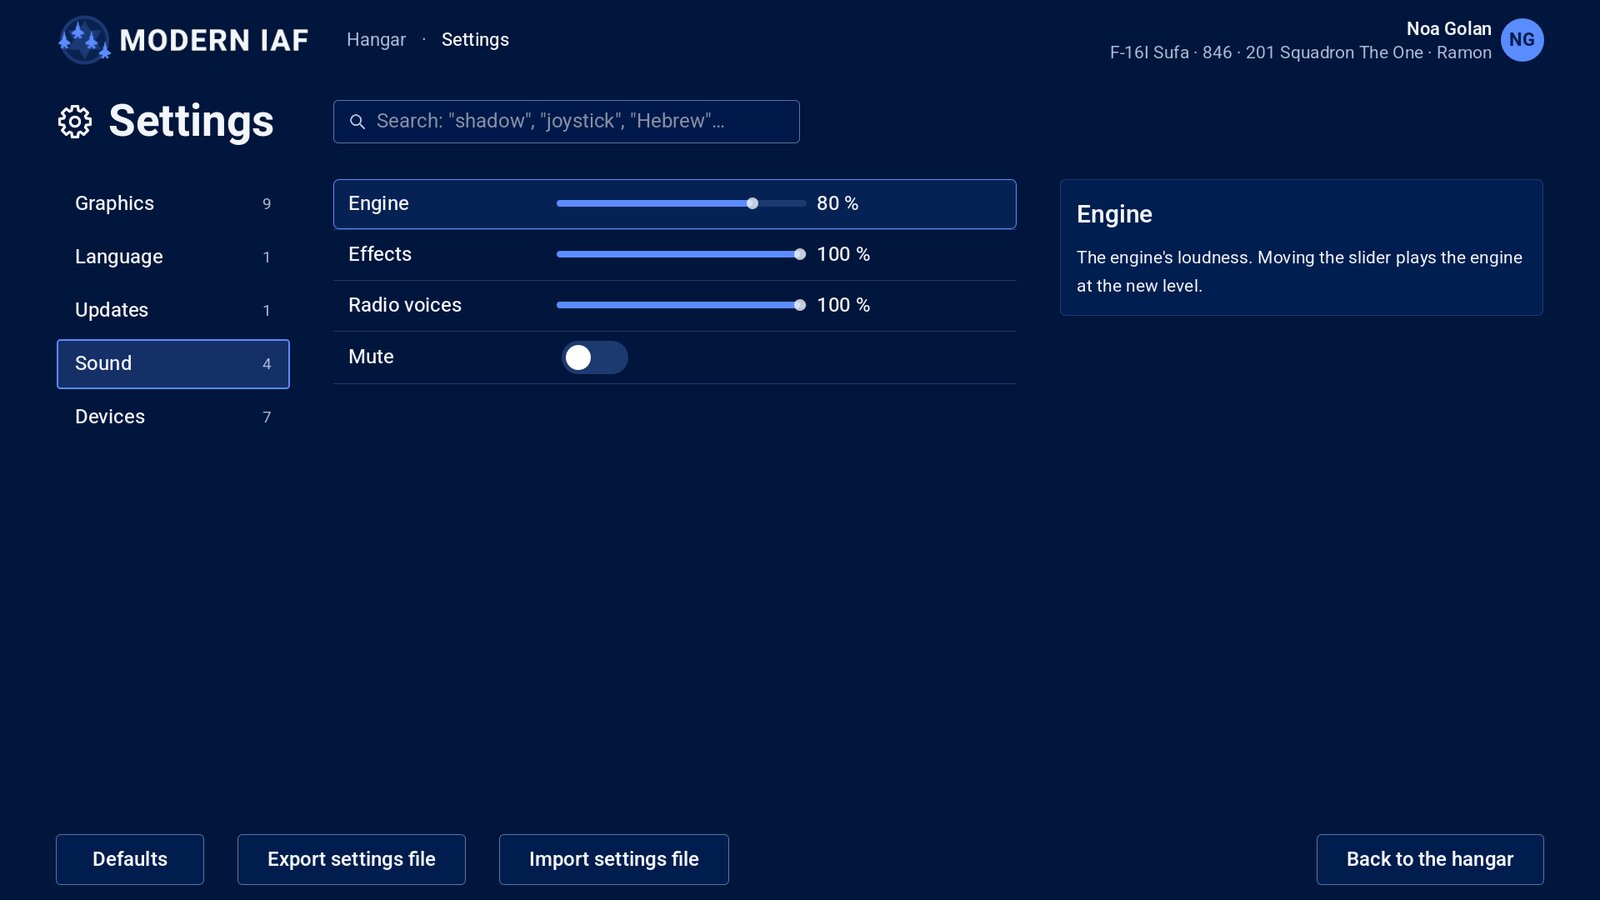 MODERN IAF
Hangar · Settings
Noa Golan
F-16I Sufa · 846 · 201 Squadron The One · Ramon
NG
Settings
Search: "shadow", "joystick", "Hebrew"...
Graphics 9
Language 1
Updates 1
Sound 4
Devices 7
Engine 80 %
Effects 100 %
Radio voices 100 %
Mute
Engine
The engine's loudness. Moving the slider plays the engine
at the new level.
Defaults
Export settings file
Import settings file
Back to the hangar